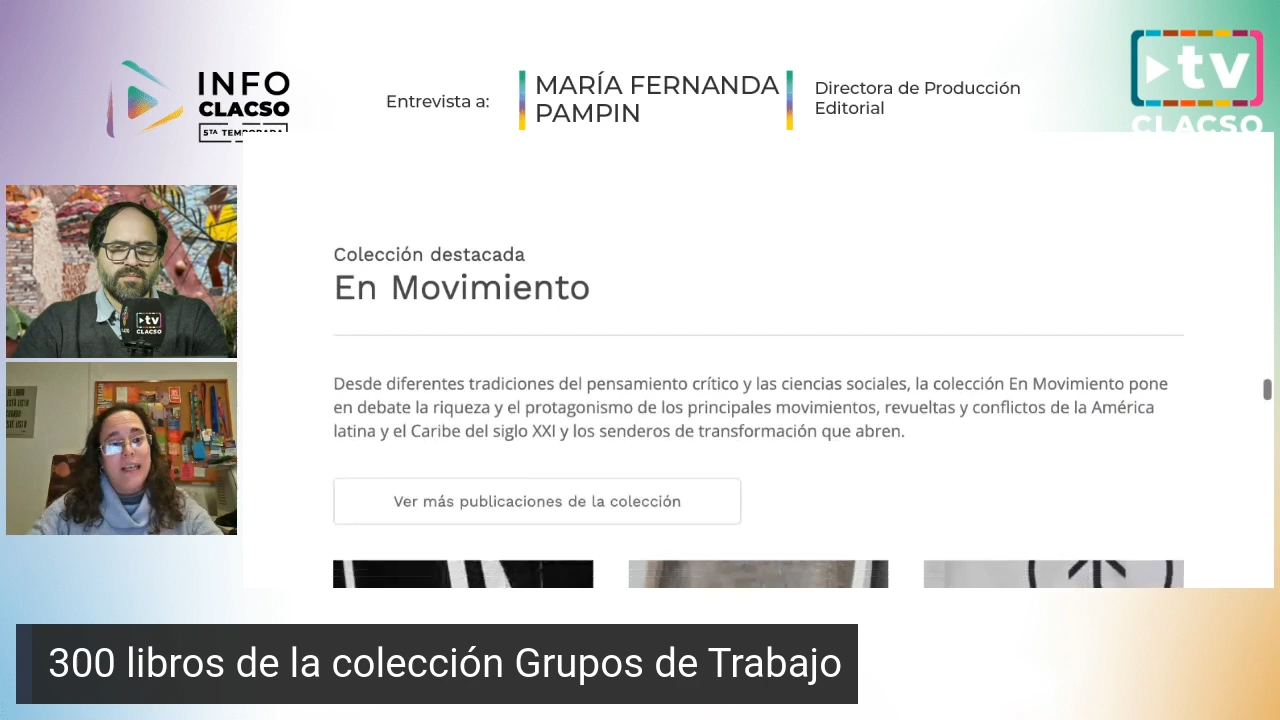 INFO
CLACSO
5TA TEMPORADA
Entrevista a:
MARÍA FERNANDA
PAMPIN
Directora de Producción
Editorial
tv
CLACSO
Colección destacada
En Movimiento
Desde diferentes tradiciones del pensamiento crítico y las ciencias sociales, la colección En Movimiento pone
en debate la riqueza y el protagonismo de los principales movimientos, revueltas y conflictos de la América
latina y el Caribe del siglo XXI y los senderos de transformación que abren.
Ver más publicaciones de la colección
tv
CLACSO
300 libros de la colección Grupos de Trabajo